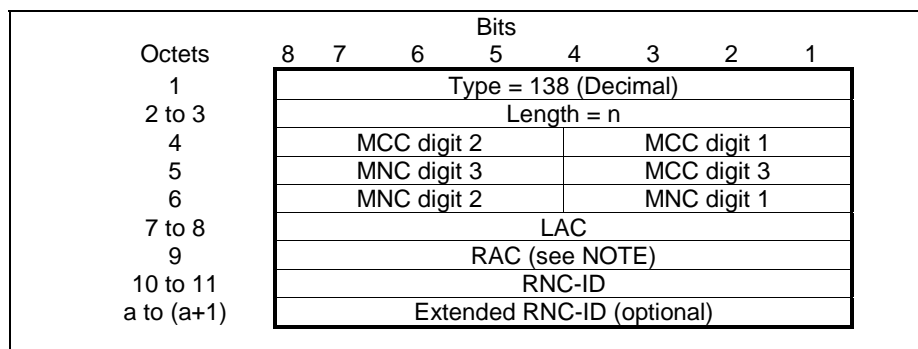 Bits
Octets 8 7 6 5 4 3 2 1
1 Type = 138 (Decimal)
2 to 3 Length = n
4 MCC digit 2 MCC digit 1
5 MNC digit 3 MCC digit 3
6 MNC digit 2 MNC digit 1
7 to 8 LAC
9 RAC (see NOTE)
10 to 11 RNC-ID
a to (a+1) Extended RNC-ID (optional)